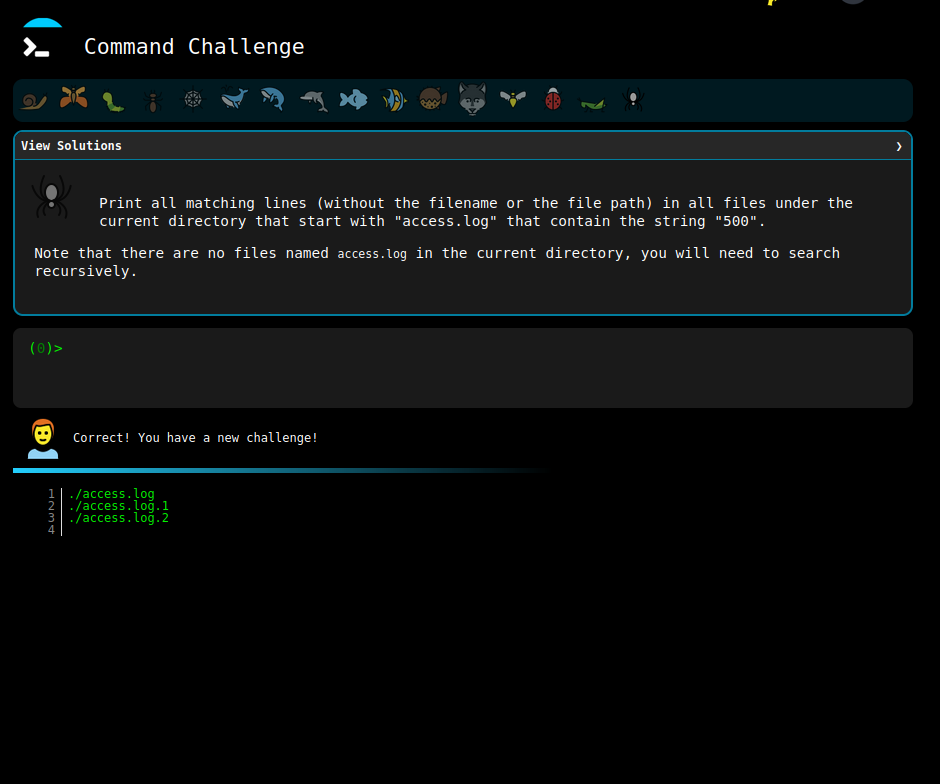 Command Challenge
View Solutions ❯
Print all matching lines (without the filename or the file path) in all files under the
current directory that start with "access.log" that contain the string "500".
Note that there are no files named access.log in the current directory, you will need to search
recursively.
(0)>
Correct! You have a new challenge!
1 ./access.log
2 ./access.log.1
3 ./access.log.2
4